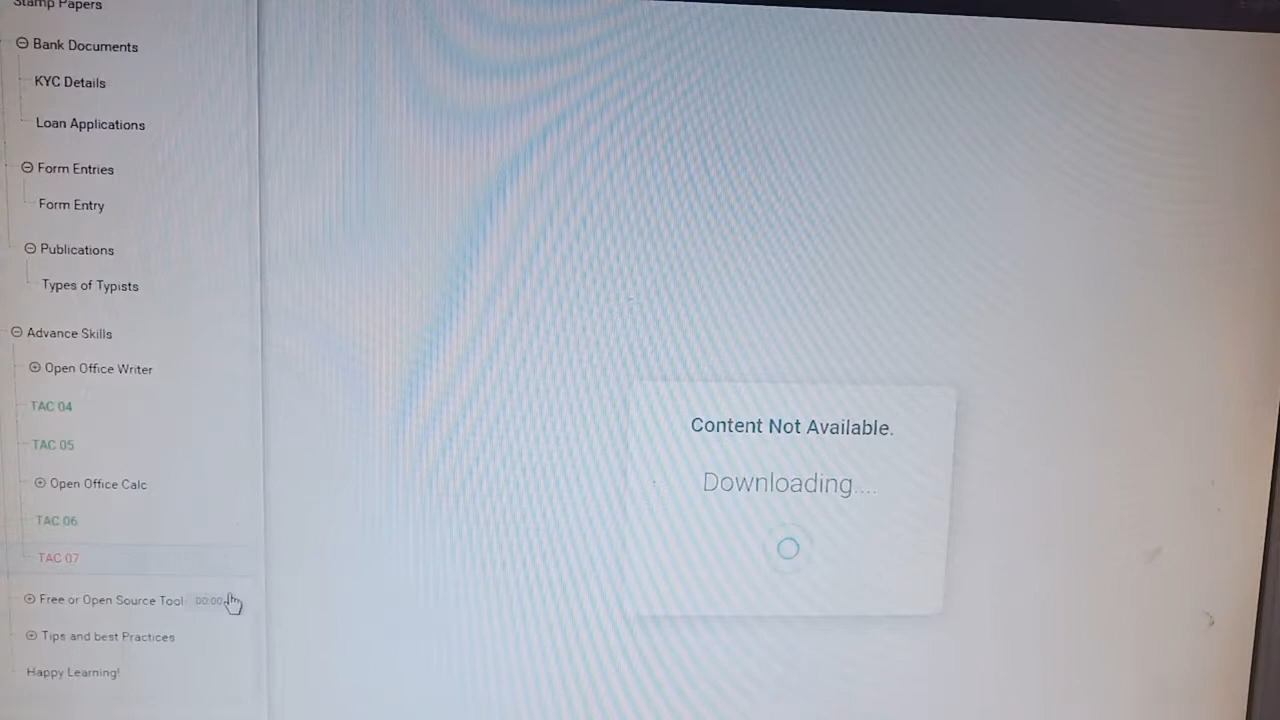 Stamp Papers
Bank Documents
KYC Details
Loan Applications
Form Entries
Form Entry
Publications
Types of Typists
Advance Skills
Open Office Writer
TAC 04
TAC 05
Open Office Calc
TAC 06
TAC 07
Free or Open Source Tool 00:00
Tips and best Practices
Happy Learning!
Content Not Available.
Downloading....